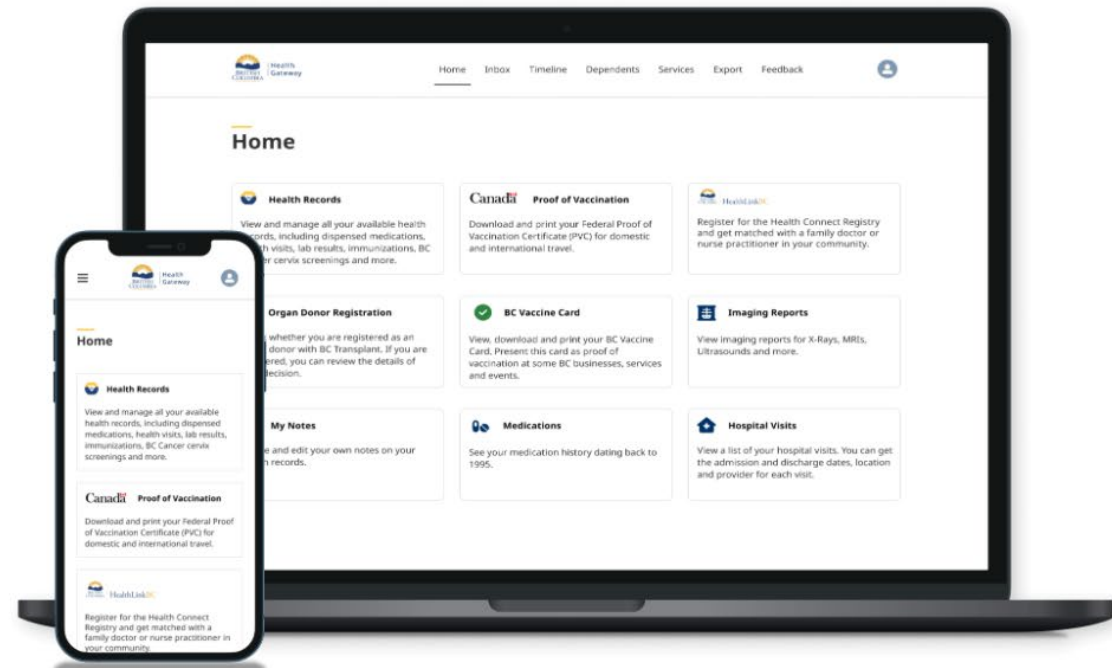 Health
Gateway
BRITISH
COLUMBIA
Home Inbox Timeline Dependents Services Export Feedback
Home
Health Records
View and manage all your available health
ords, including dispensed medications,
th visits, lab results, immunizations, BC
er cervix screenings and more.
Canada Proof of Vaccination
Download and print your Federal Proof of
Vaccination Certificate (PVC) for domestic
and international travel.
HealthLinkBC
Register for the Health Connect Registry
and get matched with a family doctor or
nurse practitioner in your community.
Organ Donor Registration
whether you are registered as an
donor with BC Transplant. If you are
ered, you can review the details of
decision.
BC Vaccine Card
View, download and print your BC Vaccine
Card. Present this card as proof of
vaccination at some BC businesses, services
and events.
Imaging Reports
View imaging reports for X-Rays, MRIs,
Ultrasounds and more.
My Notes
e and edit your own notes on your
h records.
Medications
See your medication history dating back to
1995.
Hospital Visits
View a list of your hospital visits. You can get
the admission and discharge dates, location
and provider for each visit.
Health
Gateway
BRITISH
COLUMBIA
Home
Health Records
View and manage all your available
health records, including dispensed
medications, health visits, lab results,
immunizations, BC Cancer cervix
screenings and more.
Canada Proof of Vaccination
Download and print your Federal Proof
of Vaccination Certificate (PVC) for
domestic and international travel.
HealthLinkBC
Register for the Health Connect
Registry and get matched with a
family doctor or nurse practitioner in
your community.